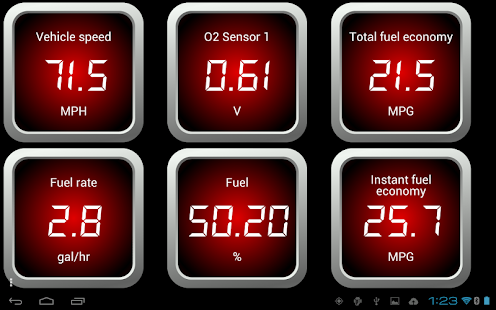 Vehicle speed
71.5
MPH
O2 Sensor 1
0.61
V
Total fuel economy
21.5
MPG
Fuel rate
2.8
gal/hr
Fuel
50.20
%
Instant fuel
economy
25.7
MPG
1:23